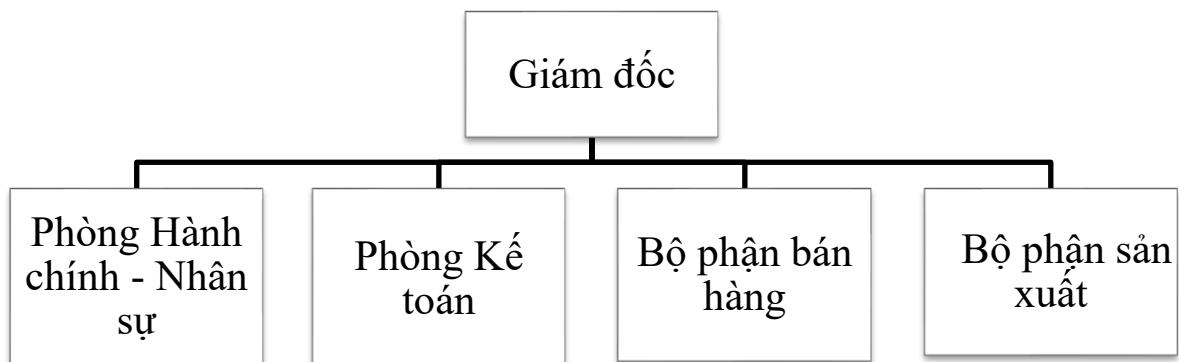 Giám đốc
Phòng Hành
chính - Nhân
sự
Phòng Kế
toán
Bộ phận bán
hàng
Bộ phận sản
xuất